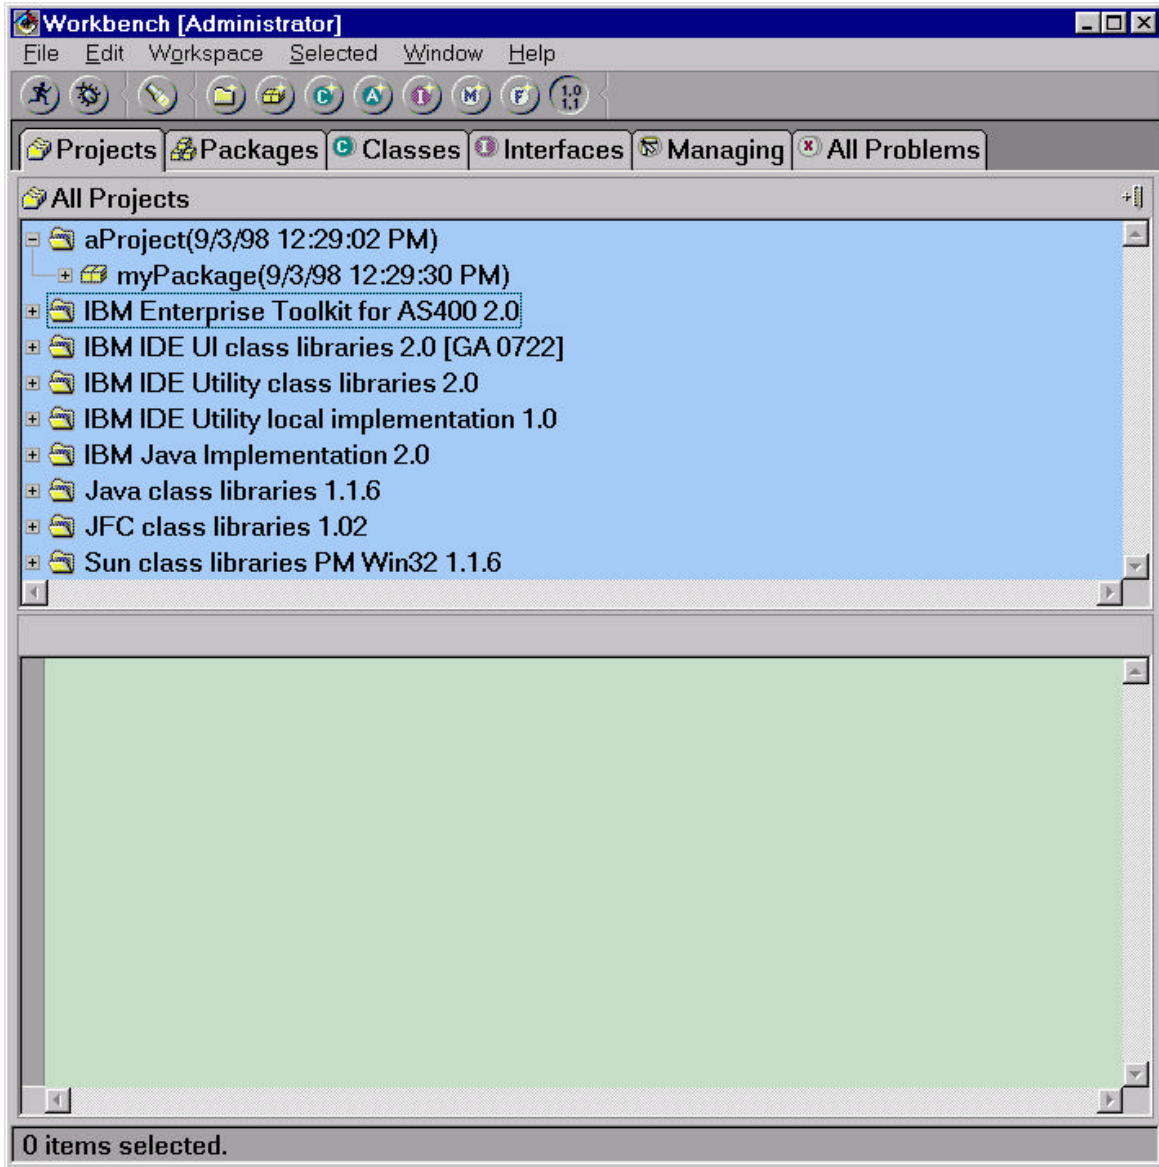 Workbench [Administrator]
File Edit Workspace Selected Window Help
C A I M F 1.0
1.1
Projects Packages C Classes I Interfaces Managing X All Problems
All Projects
aProject(9/3/98 12:29:02 PM)
myPackage(9/3/98 12:29:30 PM)
IBM Enterprise Toolkit for AS400 2.0
IBM IDE UI class libraries 2.0 [GA 0722]
IBM IDE Utility class libraries 2.0
IBM IDE Utility local implementation 1.0
IBM Java Implementation 2.0
Java class libraries 1.1.6
JFC class libraries 1.02
Sun class libraries PM Win32 1.1.6
0 items selected.